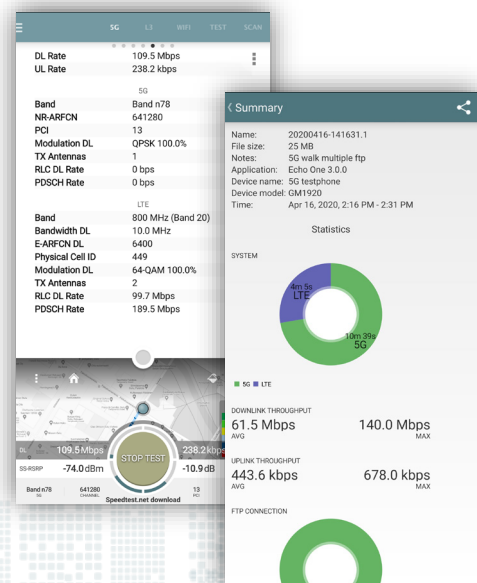 5G L3 WIFI TEST SCAN
DL Rate 109.5 Mbps
UL Rate 238.2 kbps
5G
Band Band n78
NR-ARFCN 641280
PCI 13
Modulation DL QPSK 100.0%
TX Antennas 1
RLC DL Rate 0 bps
PDSCH Rate 0 bps
LTE
Band 800 MHz (Band 20)
Bandwidth DL 10.0 MHz
E-ARFCN DL 6400
Physical Cell ID 449
Modulation DL 64-QAM 100.0%
TX Antennas 2
RLC DL Rate 99.7 Mbps
PDSCH Rate 189.5 Mbps
DL 109.5 Mbps 238.2 kbps
STOP TEST
SS-RSRP -74.0 dBm -10.9 dB
Band n78 641280 13
5G CHANNEL PCI
Speedtest.net download
Summary
Name: 20200416-141631.1
File size: 25 MB
Notes: 5G walk multiple ftp
Application: Echo One 3.0.0
Device name: 5G testphone
Device model: GM1920
Time: Apr 16, 2020, 2:16 PM - 2:31 PM
Statistics
SYSTEM
4m 5s
LTE
10m 39s
5G
5G LTE
DOWNLINK THROUGHPUT
61.5 Mbps 140.0 Mbps
AVG MAX
UPLINK THROUGHPUT
443.6 kbps 678.0 kbps
AVG MAX
FTP CONNECTION